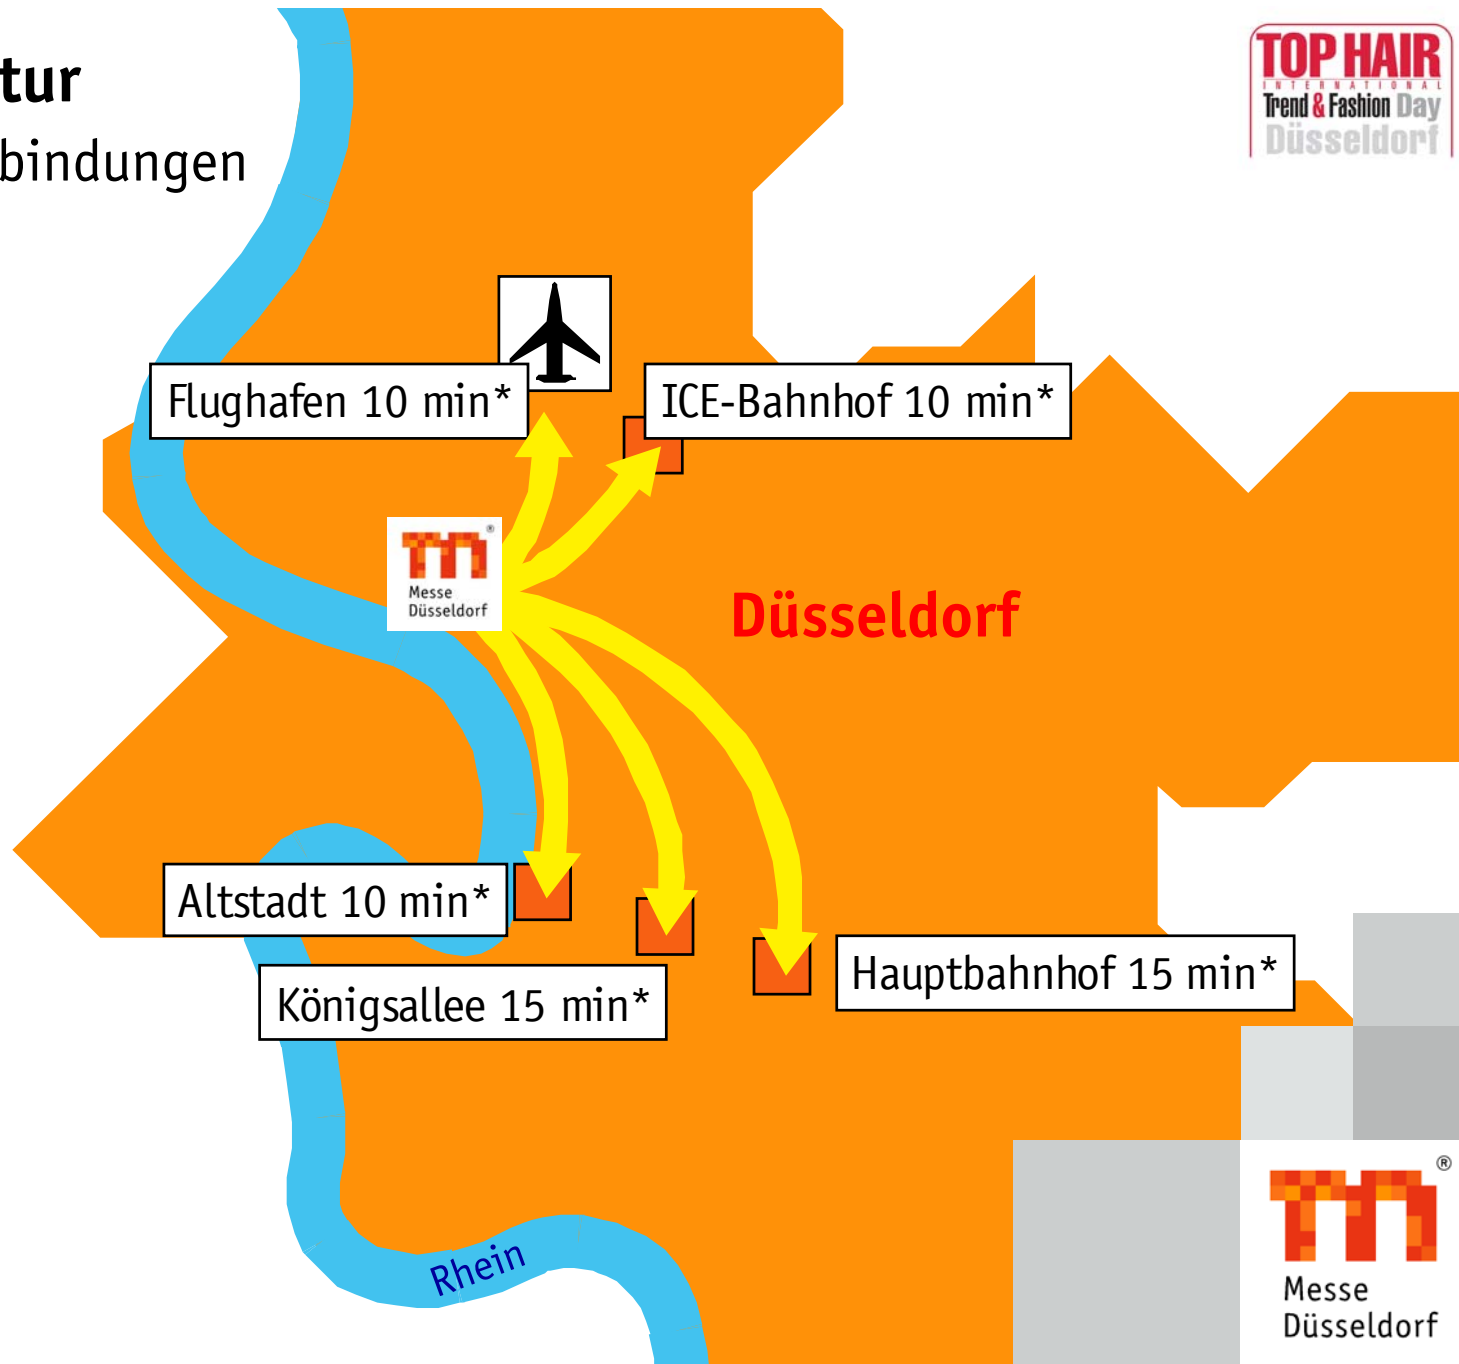 tur
bindungen
TOP HAIR
INTERNATIONAL
Trend & Fashion Day
Düsseldorf
Flughafen 10 min*
ICE-Bahnhof 10 min*
®
Messe
Düsseldorf
Düsseldorf
Altstadt 10 min*
Königsallee 15 min*
Hauptbahnhof 15 min*
Rhein
®
Messe
Düsseldorf